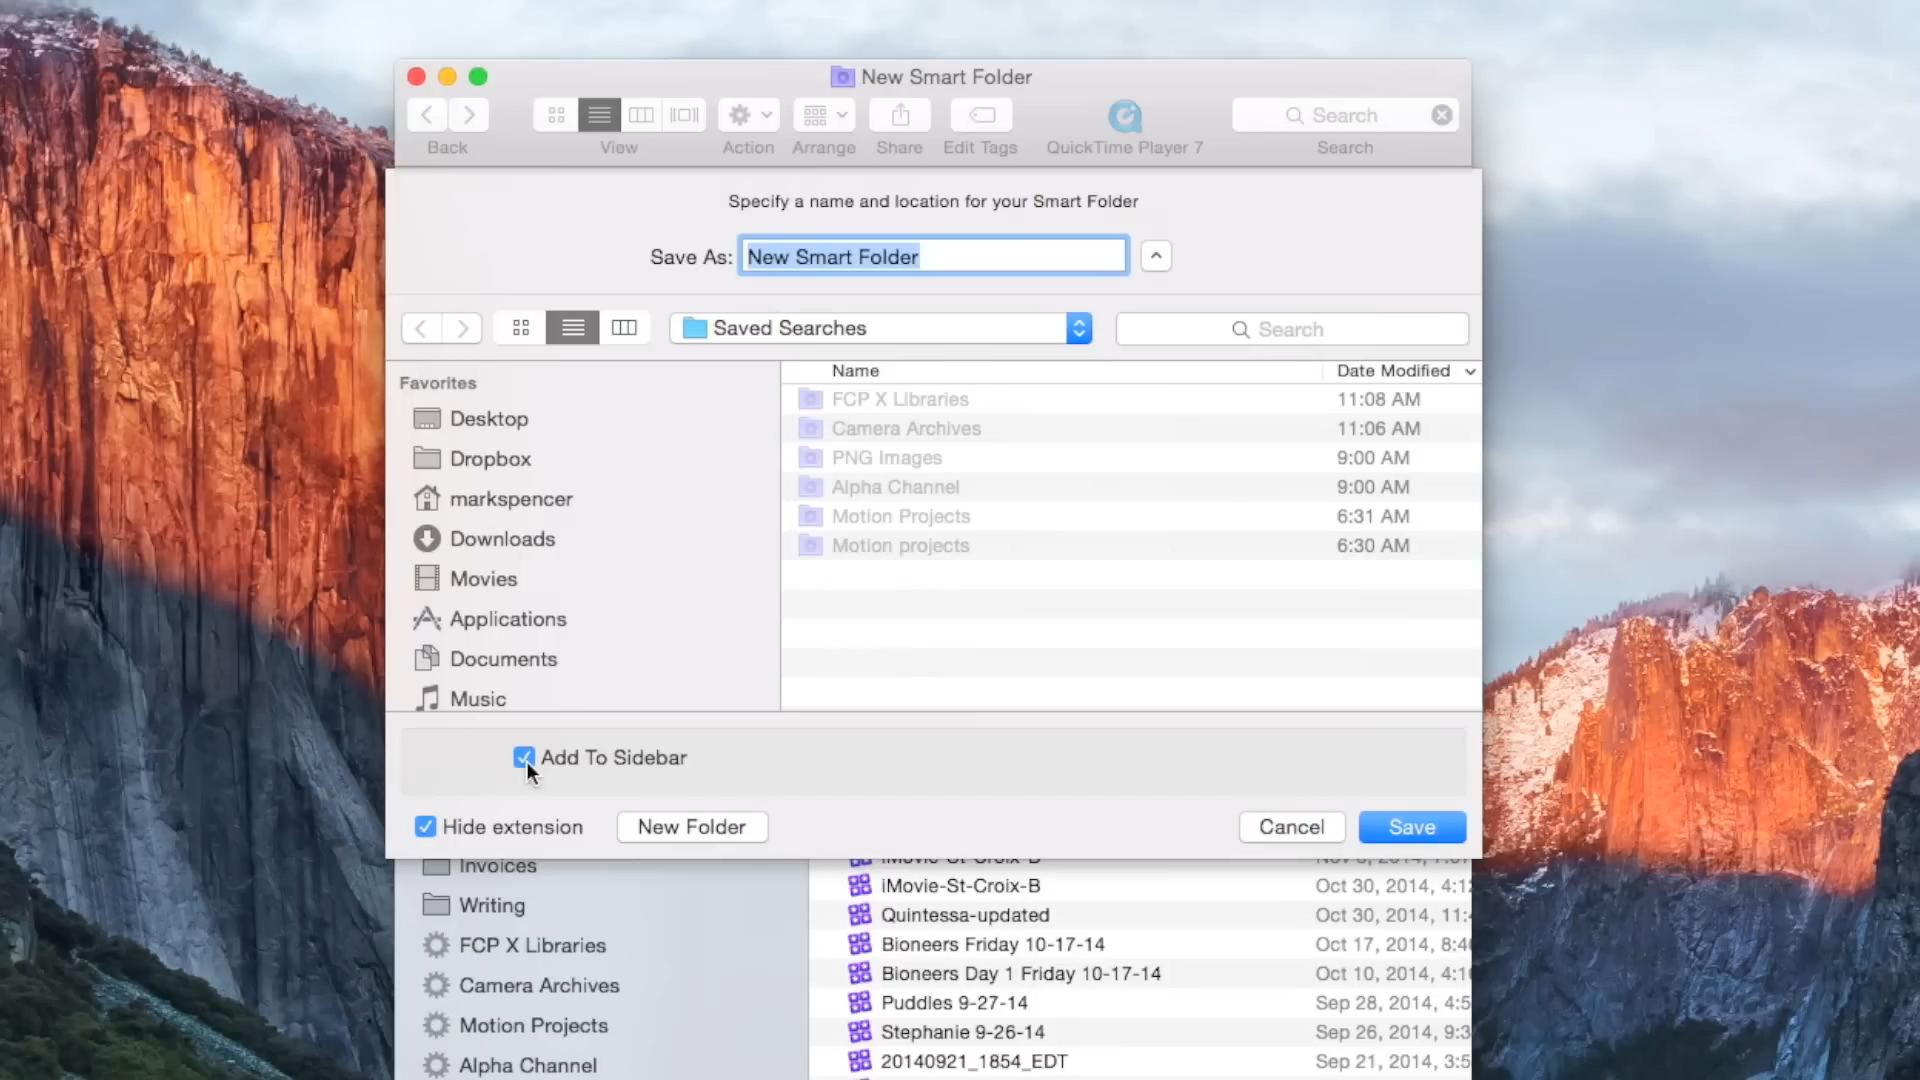 New Smart Folder
Search
Back
View
Action
Arrange
Share
Edit Tags
QuickTime Player 7
Search
Specify a name and location for your Smart Folder
Save As: New Smart Folder
Saved Searches
Search
Favorites
Desktop
Dropbox
markspencer
Downloads
Movies
Applications
Documents
Music
Name Date Modified
FCP X Libraries 11:08 AM
Camera Archives 11:06 AM
PNG Images 9:00 AM
Alpha Channel 9:00 AM
Motion Projects 6:31 AM
Motion projects 6:30 AM
Add To Sidebar
Hide extension New Folder Cancel Save
Invoices
Writing
FCP X Libraries
Camera Archives
Motion Projects
Alpha Channel
iMovie-St-Croix-B
iMovie-St-Croix-B Oct 30, 2014, 4:1
Quintessa-updated Oct 30, 2014, 11:
Bioneers Friday 10-17-14 Oct 17, 2014, 8:4
Bioneers Day 1 Friday 10-17-14 Oct 10, 2014, 4:1
Puddles 9-27-14 Sep 28, 2014, 4:5
Stephanie 9-26-14 Sep 26, 2014, 9:3
20140921_1854_EDT Sep 21, 2014, 3:5